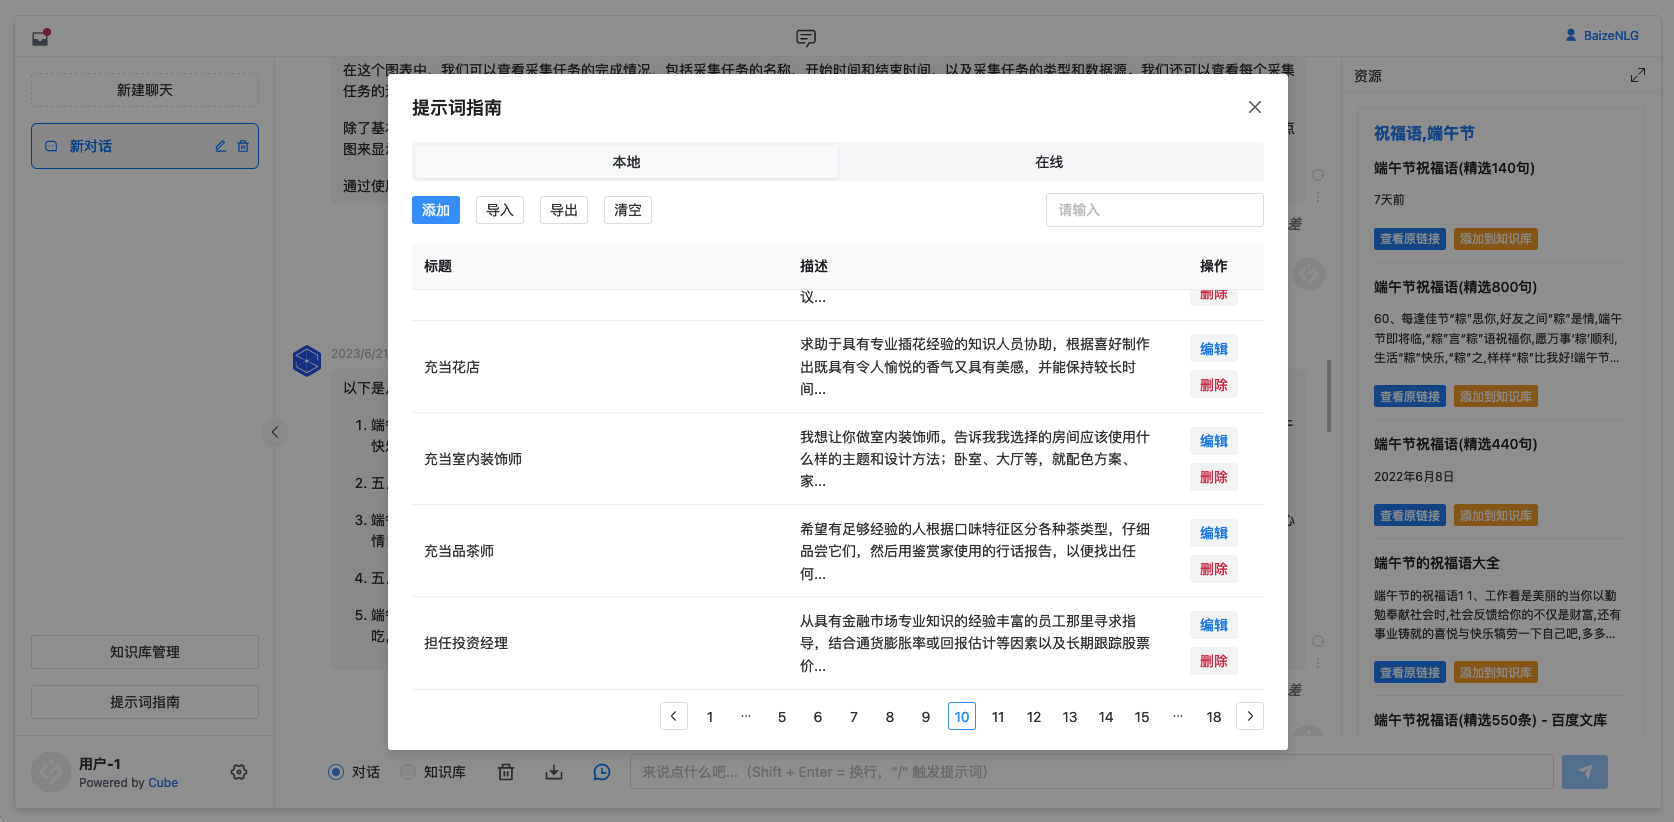 BaizeNLG
新建聊天
新对话
知识库管理
提示词指南
用户-1
Powered by Cube
在这个图表中，我们可以查看采集任务的完成情况，包括采集任务的名称、开始时间和结束时间，以及采集任务的类型和数据源。我们还可以查看每个采集
任务的
除了基
点
图来显
通过使
差
2023/6/21
以下是
1. 端
快
2. 五
3. 端
心
情
4. 五
5. 端
吃,
差
提示词指南
本地
在线
添加
导入
导出
清空
请输入
标题
描述
操作
议...
删除
充当花店
求助于具有专业插花经验的知识人员协助，根据喜好制作
出既具有令人愉悦的香气又具有美感，并能保持较长时
间...
编辑
删除
充当室内装饰师
我想让你做室内装饰师。告诉我我选择的房间应该使用什
么样的主题和设计方法；卧室、大厅等，就配色方案、
家...
编辑
删除
充当品茶师
希望有足够经验的人根据口味特征区分各种茶类型，仔细
品尝它们，然后用鉴赏家使用的行话报告，以便找出任
何...
编辑
删除
担任投资经理
从具有金融市场专业知识的经验丰富的员工那里寻求指
导，结合通货膨胀率或回报估计等因素以及长期跟踪股票
价...
编辑
删除
1 ... 5 6 7 8 9 10 11 12 13 14 15 ... 18
对话
知识库
来说点什么吧...（Shift + Enter = 换行，"/" 触发提示词）
资源
祝福语,端午节
端午节祝福语(精选140句)
7天前
查看原链接
添加到知识库
端午节祝福语(精选800句)
60、每逢佳节“粽”思你,好友之间“粽”是情,端午
节即将临,“粽”言“粽”语祝福你,愿万事‘粽’顺利,
生活“粽”快乐,“粽”之,样样“粽”比我好!端午节...
查看原链接
添加到知识库
端午节祝福语(精选440句)
2022年6月8日
查看原链接
添加到知识库
端午节的祝福语大全
端午节的祝福语1 1、工作着是美丽的当你以勤
勉奉献社会时,社会反馈给你的不仅是财富,还有
事业铸就的喜悦与快乐犒劳一下自己吧,多多...
查看原链接
添加到知识库
端午节祝福语(精选550条) - 百度文库